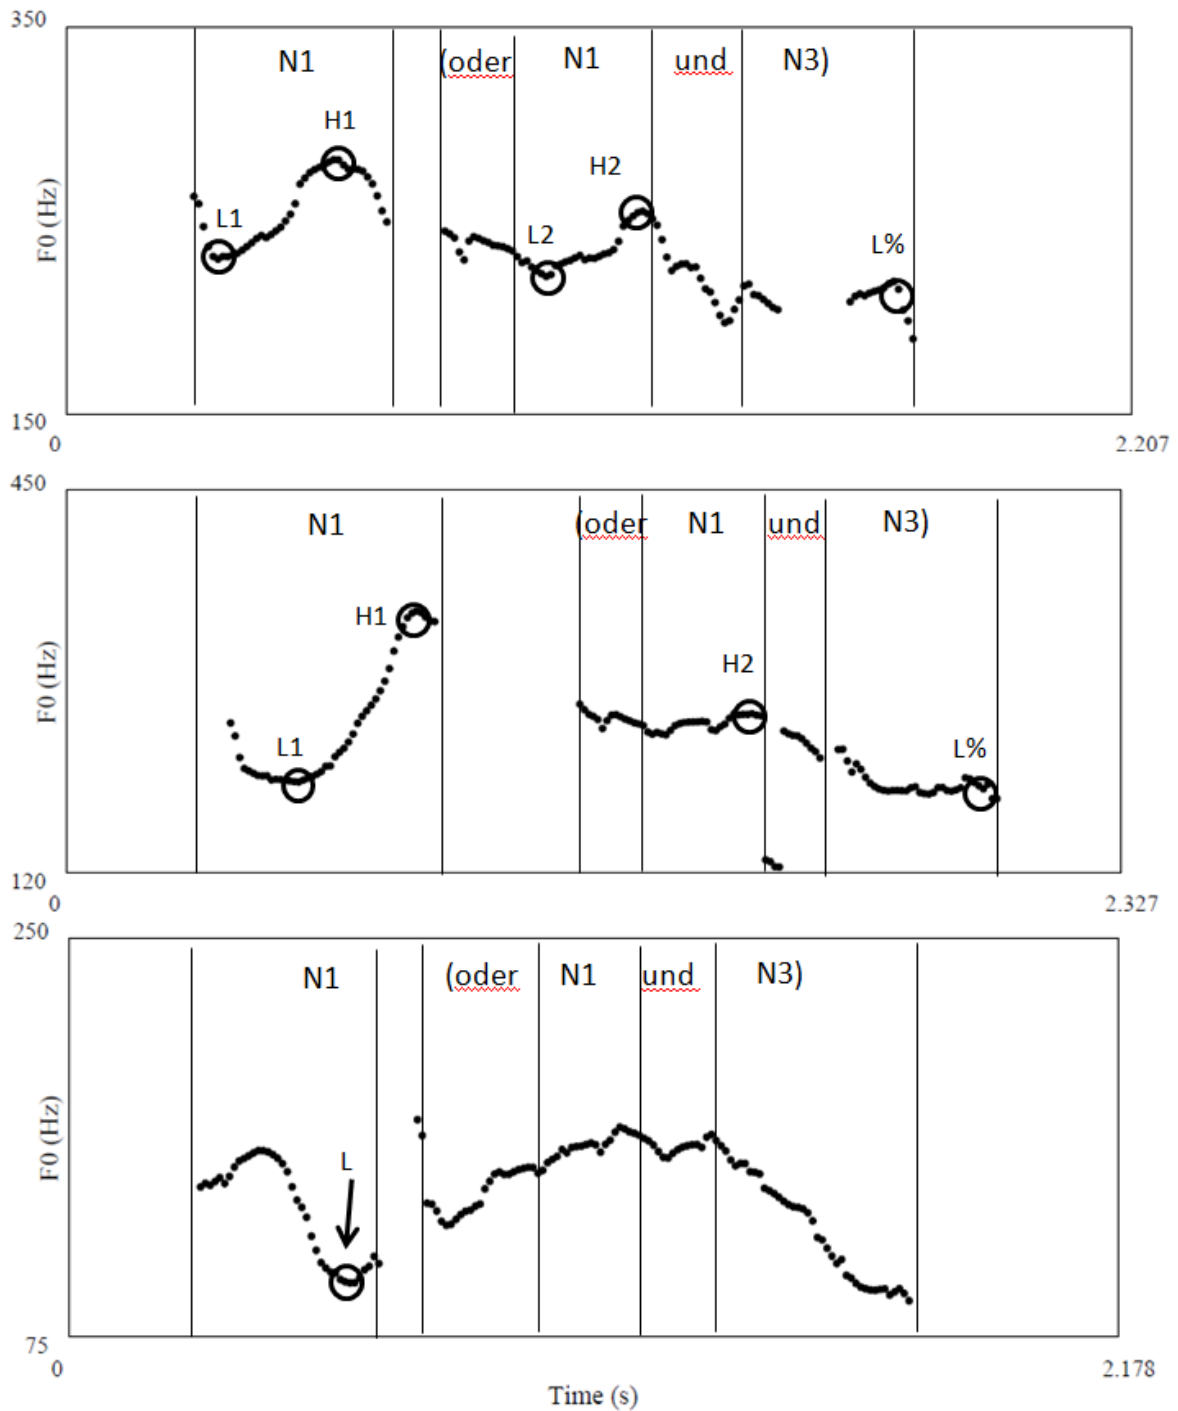 350
N1 (oder N1 und N3)
H1
H2
L1
L2
L%
F0 (Hz)
150
0 2.207
450
N1 (oder N1 und N3)
H1
H2
L1
L%
F0 (Hz)
120
0 2.327
250
N1 (oder N1 und N3)
L
F0 (Hz)
75
0 2.178
Time (s)